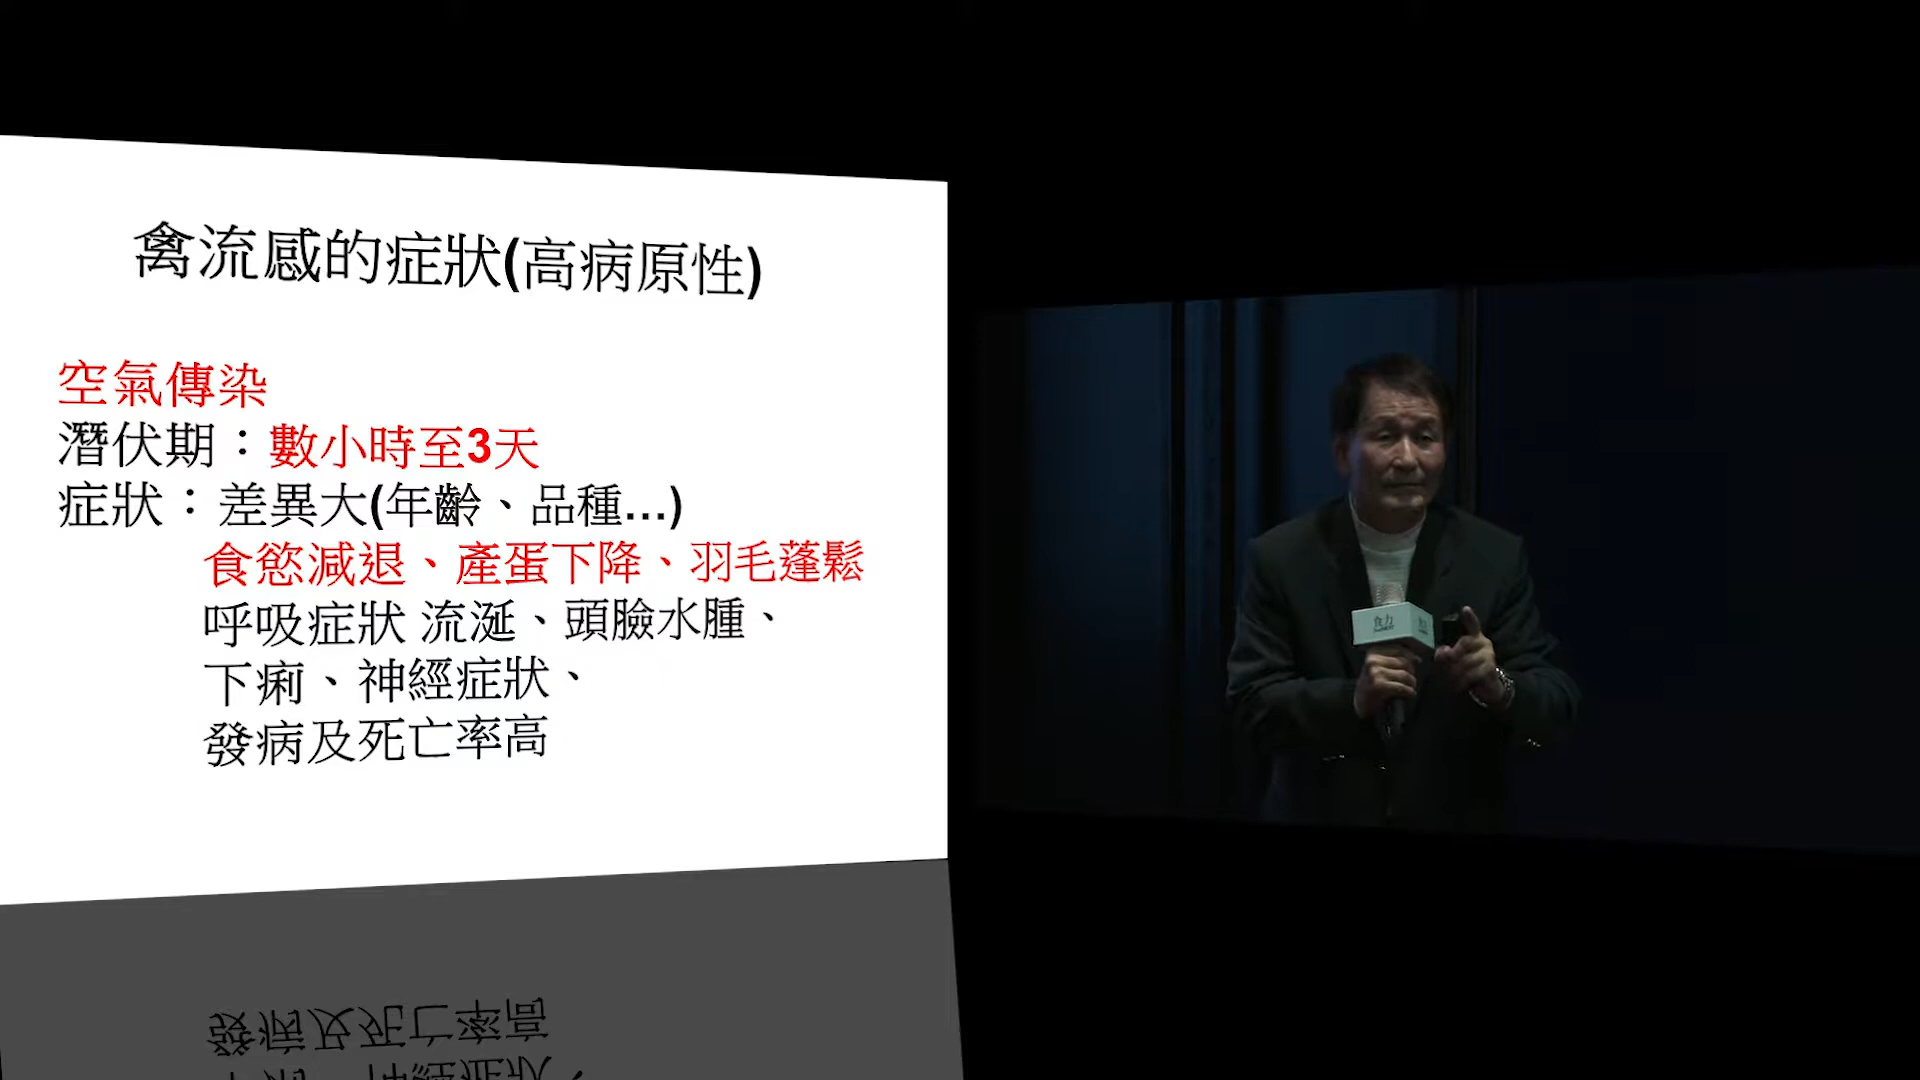 禽流感的症狀(高病原性)
空氣傳染
潛伏期：數小時至3天
症狀：差異大(年齡、品種...)
食慾減退、產蛋下降、羽毛蓬鬆
呼吸症狀 流涎、頭臉水腫、
下痢、神經症狀、
發病及死亡率高
食力